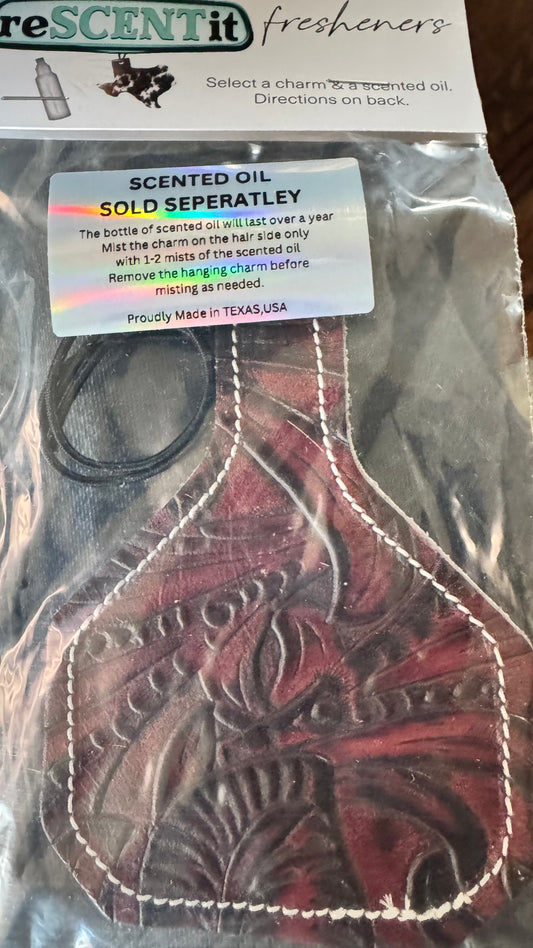 reSCENTit fresheners
Select a charm & a scented oil.
Directions on back.
SCENTED OIL
SOLD SEPERATLEY
The bottle of scented oil will last over a year
Mist the charm on the hair side only
with 1-2 mists of the scented oil
Remove the hanging charm before
misting as needed.
Proudly Made in TEXAS,USA